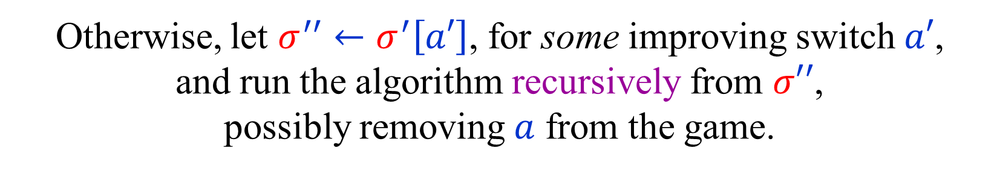 Otherwise, let σ′′ ← σ′[a′], for some improving switch a′,
and run the algorithm recursively from σ′′,
possibly removing a from the game.